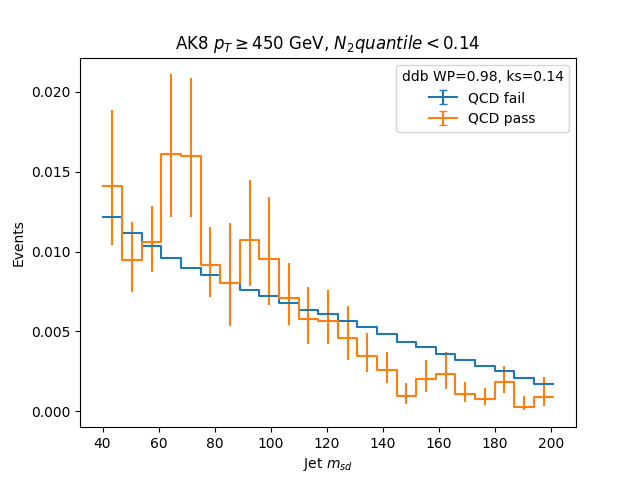 AK8 $p_T \geq 450$ GeV, $N_2quantile < 0.14$
ddb WP=0.98, ks=0.14
QCD fail
QCD pass
Events
0.020
0.015
0.010
0.005
0.000
40 60 80 100 120 140 160 180 200
Jet $m_{sd}$